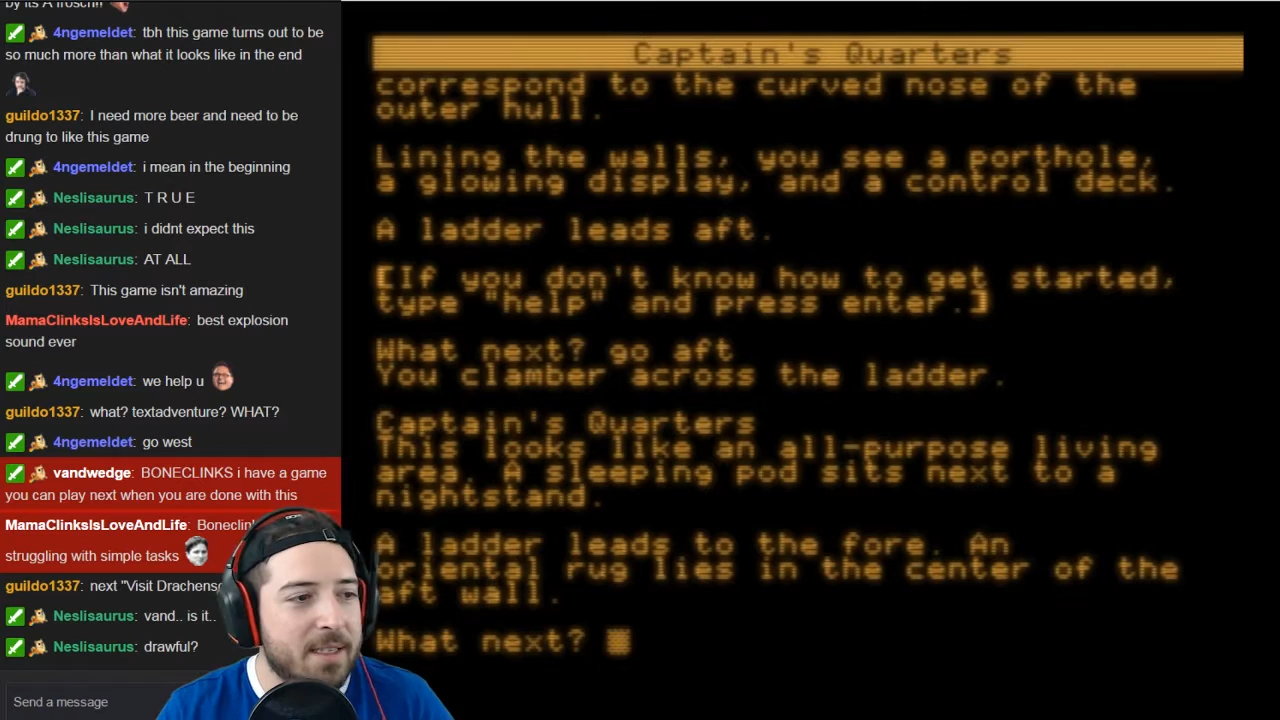 by its A frosch!!
4ngemeldet: tbh this game turns out to be
so much more than what it looks like in the end
guildo1337: I need more beer and need to be
drung to like this game
4ngemeldet: i mean in the beginning
Neslisaurus: T R U E
Neslisaurus: i didnt expect this
Neslisaurus: AT ALL
guildo1337: This game isn't amazing
MamaClinksIsLoveAndLife: best explosion
sound ever
4ngemeldet: we help u
guildo1337: what? textadventure? WHAT?
4ngemeldet: go west
vandwedge: BONECLINKS i have a game
you can play next when you are done with this
MamaClinksIsLoveAndLife: Boneclin
struggling with simple tasks
guildo1337: next "Visit Drachens
Neslisaurus: vand.. is it..
Neslisaurus: drawful?
Send a message
Captain's Quarters
correspond to the curved nose of the
outer hull.
Lining the walls, you see a porthole,
a glowing display, and a control deck.
A ladder leads aft.
[If you don't know how to get started,
type "help" and press enter.]
What next? go aft
You clamber across the ladder.
Captain's Quarters
This looks like an all-purpose living
area. A sleeping pod sits next to a
nightstand.
A ladder leads to the fore. An
oriental rug lies in the center of the
aft wall.
What next?